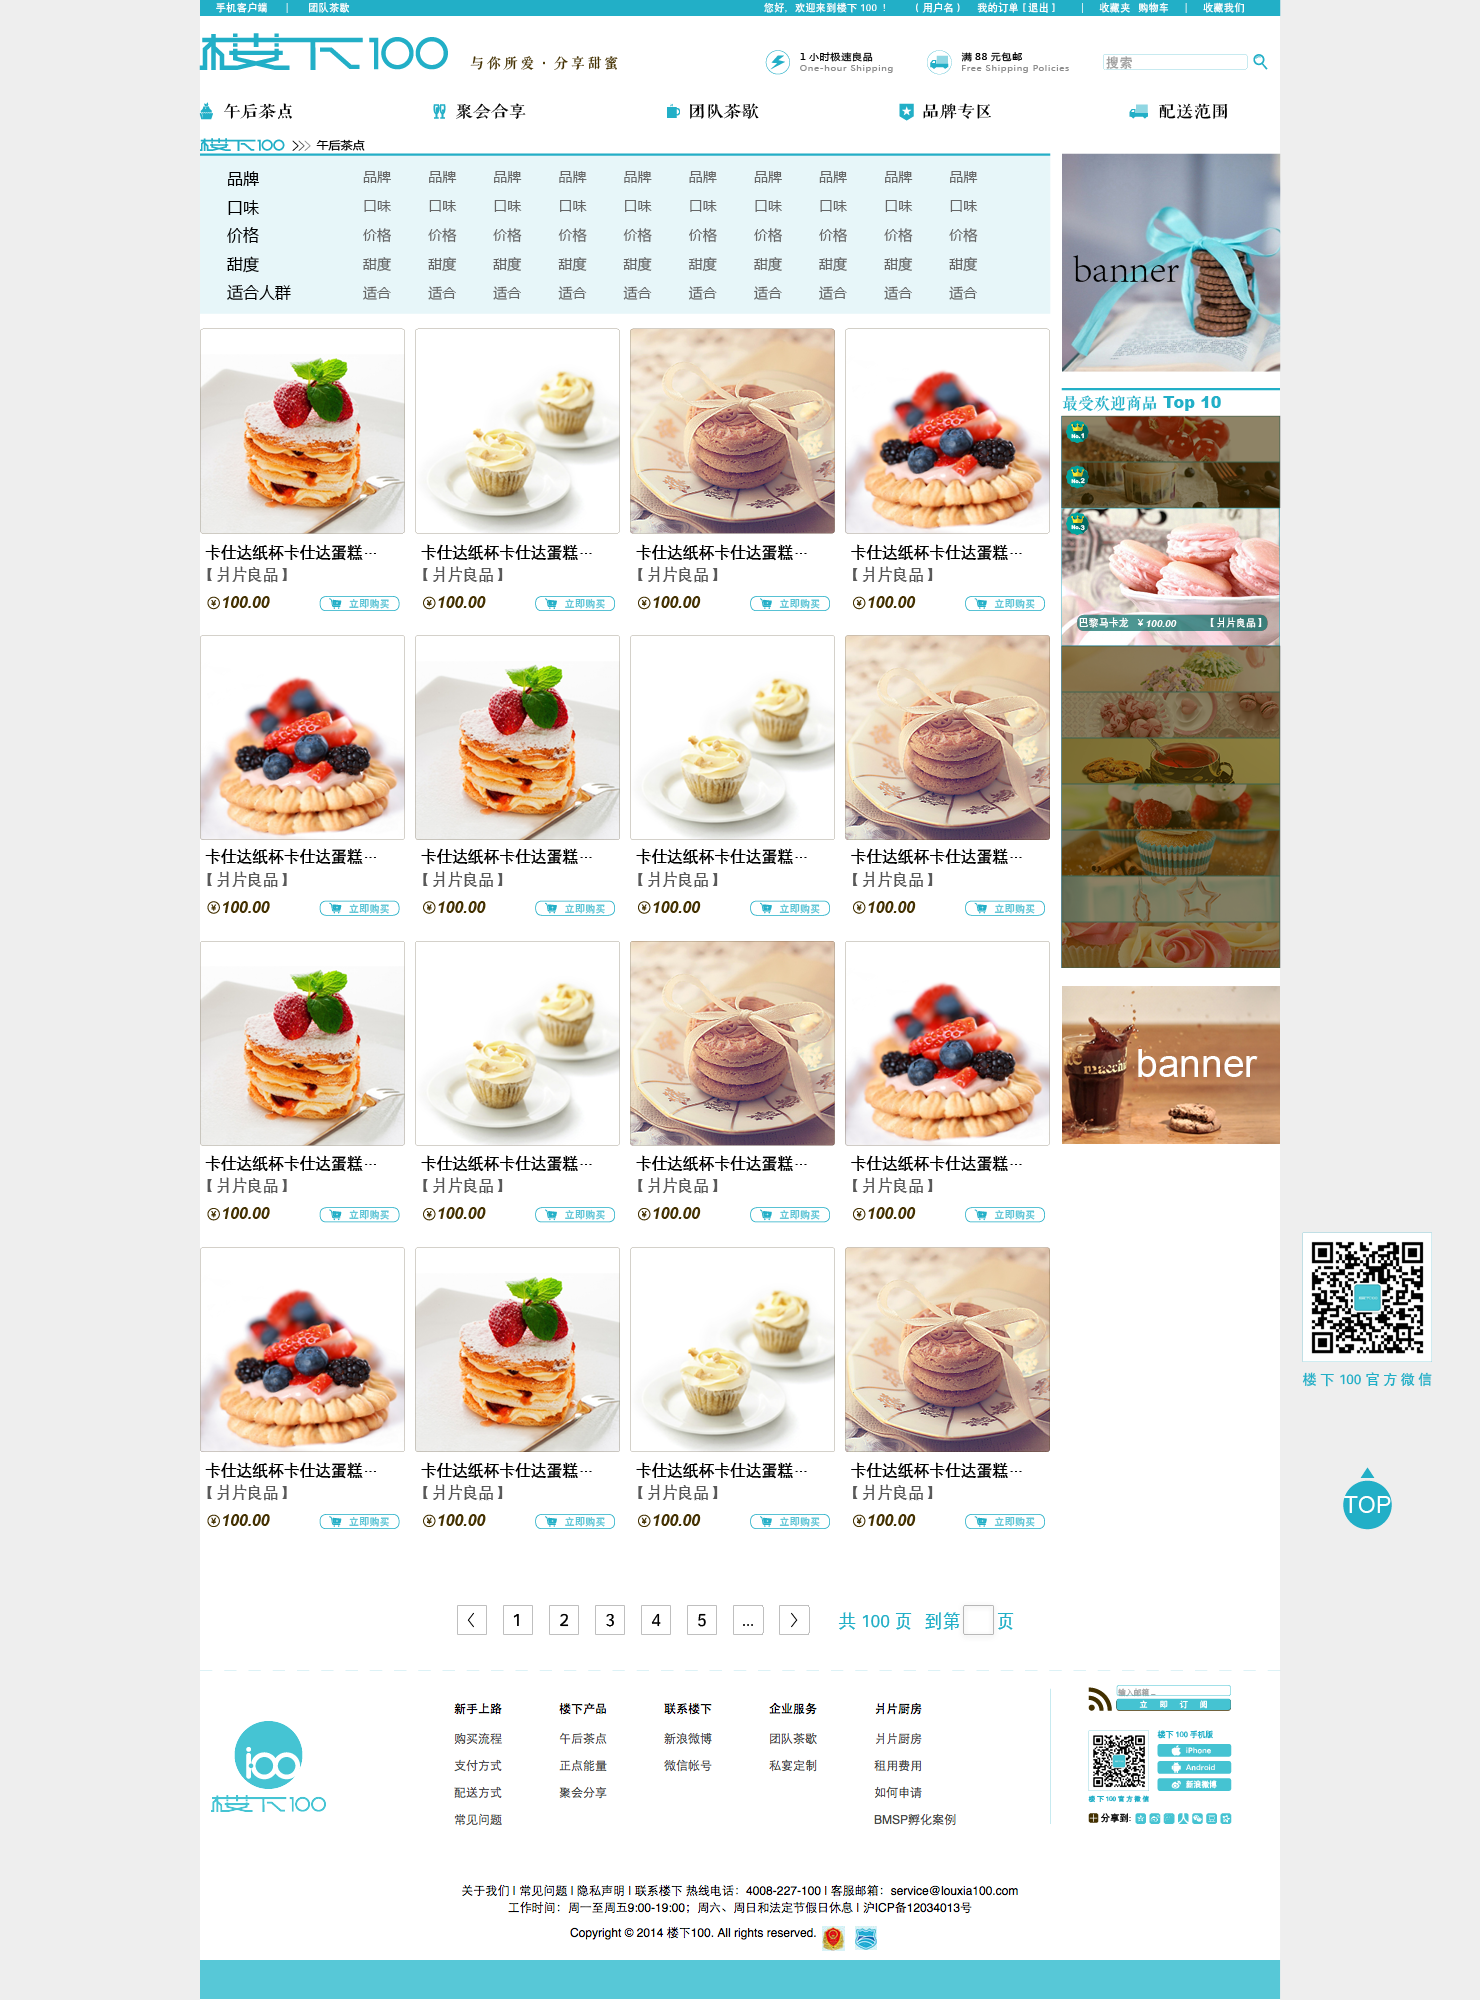 手机客户端 | 团队茶歇 您好，欢迎来到楼下 100 ！ （ 用户名 ） 我的订单 [ 退出 ] | 收藏夹 购物车 | 收藏我们
楼下100 与你所爱 · 分享甜蜜
1 小时极速良品 One-hour Shipping
满 88 元包邮 Free Shipping Policies
搜索
午后茶点 聚会合享 团队茶歇 品牌专区 配送范围
楼下100 >>> 午后茶点
品牌 品牌 品牌 品牌 品牌 品牌 品牌 品牌 品牌 品牌 品牌
口味 口味 口味 口味 口味 口味 口味 口味 口味 口味 口味
价格 价格 价格 价格 价格 价格 价格 价格 价格 价格 价格
甜度 甜度 甜度 甜度 甜度 甜度 甜度 甜度 甜度 甜度 甜度
适合人群 适合 适合 适合 适合 适合 适合 适合 适合 适合 适合
banner
最受欢迎商品 Top 10
No.1
No.2
No.3
巴黎马卡龙 ¥ 100.00 【 爿片良品 】
banner
卡仕达纸杯卡仕达蛋糕… 卡仕达纸杯卡仕达蛋糕… 卡仕达纸杯卡仕达蛋糕… 卡仕达纸杯卡仕达蛋糕…
【 爿片良品 】 【 爿片良品 】 【 爿片良品 】 【 爿片良品 】
¥100.00 立即购买 ¥100.00 立即购买 ¥100.00 立即购买 ¥100.00 立即购买
卡仕达纸杯卡仕达蛋糕… 卡仕达纸杯卡仕达蛋糕… 卡仕达纸杯卡仕达蛋糕… 卡仕达纸杯卡仕达蛋糕…
【 爿片良品 】 【 爿片良品 】 【 爿片良品 】 【 爿片良品 】
¥100.00 立即购买 ¥100.00 立即购买 ¥100.00 立即购买 ¥100.00 立即购买
卡仕达纸杯卡仕达蛋糕… 卡仕达纸杯卡仕达蛋糕… 卡仕达纸杯卡仕达蛋糕… 卡仕达纸杯卡仕达蛋糕…
【 爿片良品 】 【 爿片良品 】 【 爿片良品 】 【 爿片良品 】
¥100.00 立即购买 ¥100.00 立即购买 ¥100.00 立即购买 ¥100.00 立即购买
卡仕达纸杯卡仕达蛋糕… 卡仕达纸杯卡仕达蛋糕… 卡仕达纸杯卡仕达蛋糕… 卡仕达纸杯卡仕达蛋糕…
【 爿片良品 】 【 爿片良品 】 【 爿片良品 】 【 爿片良品 】
¥100.00 立即购买 ¥100.00 立即购买 ¥100.00 立即购买 ¥100.00 立即购买
楼下 100 官方微信
TOP
〈 1 2 3 4 5 ... 〉 共 100 页 到第 页
100
楼下100
新手上路 楼下产品 联系楼下 企业服务 爿片厨房
购买流程 午后茶点 新浪微博 团队茶歇 爿片厨房
支付方式 正点能量 微信帐号 私宴定制 租用费用
配送方式 聚会分享 如何申请
常见问题 BMSP孵化案例
输入邮箱...
立 即 订 阅
楼下 100 手机版
iPhone
Android
新浪微博
楼下 100 官方微信
分享到:
关于我们 | 常见问题 | 隐私声明 | 联系楼下 热线电话：4008-227-100 | 客服邮箱：service@louxia100.com
工作时间：周一至周五9:00-19:00；周六、周日和法定节假日休息 | 沪ICP备12034013号
Copyright © 2014 楼下100. All rights reserved.